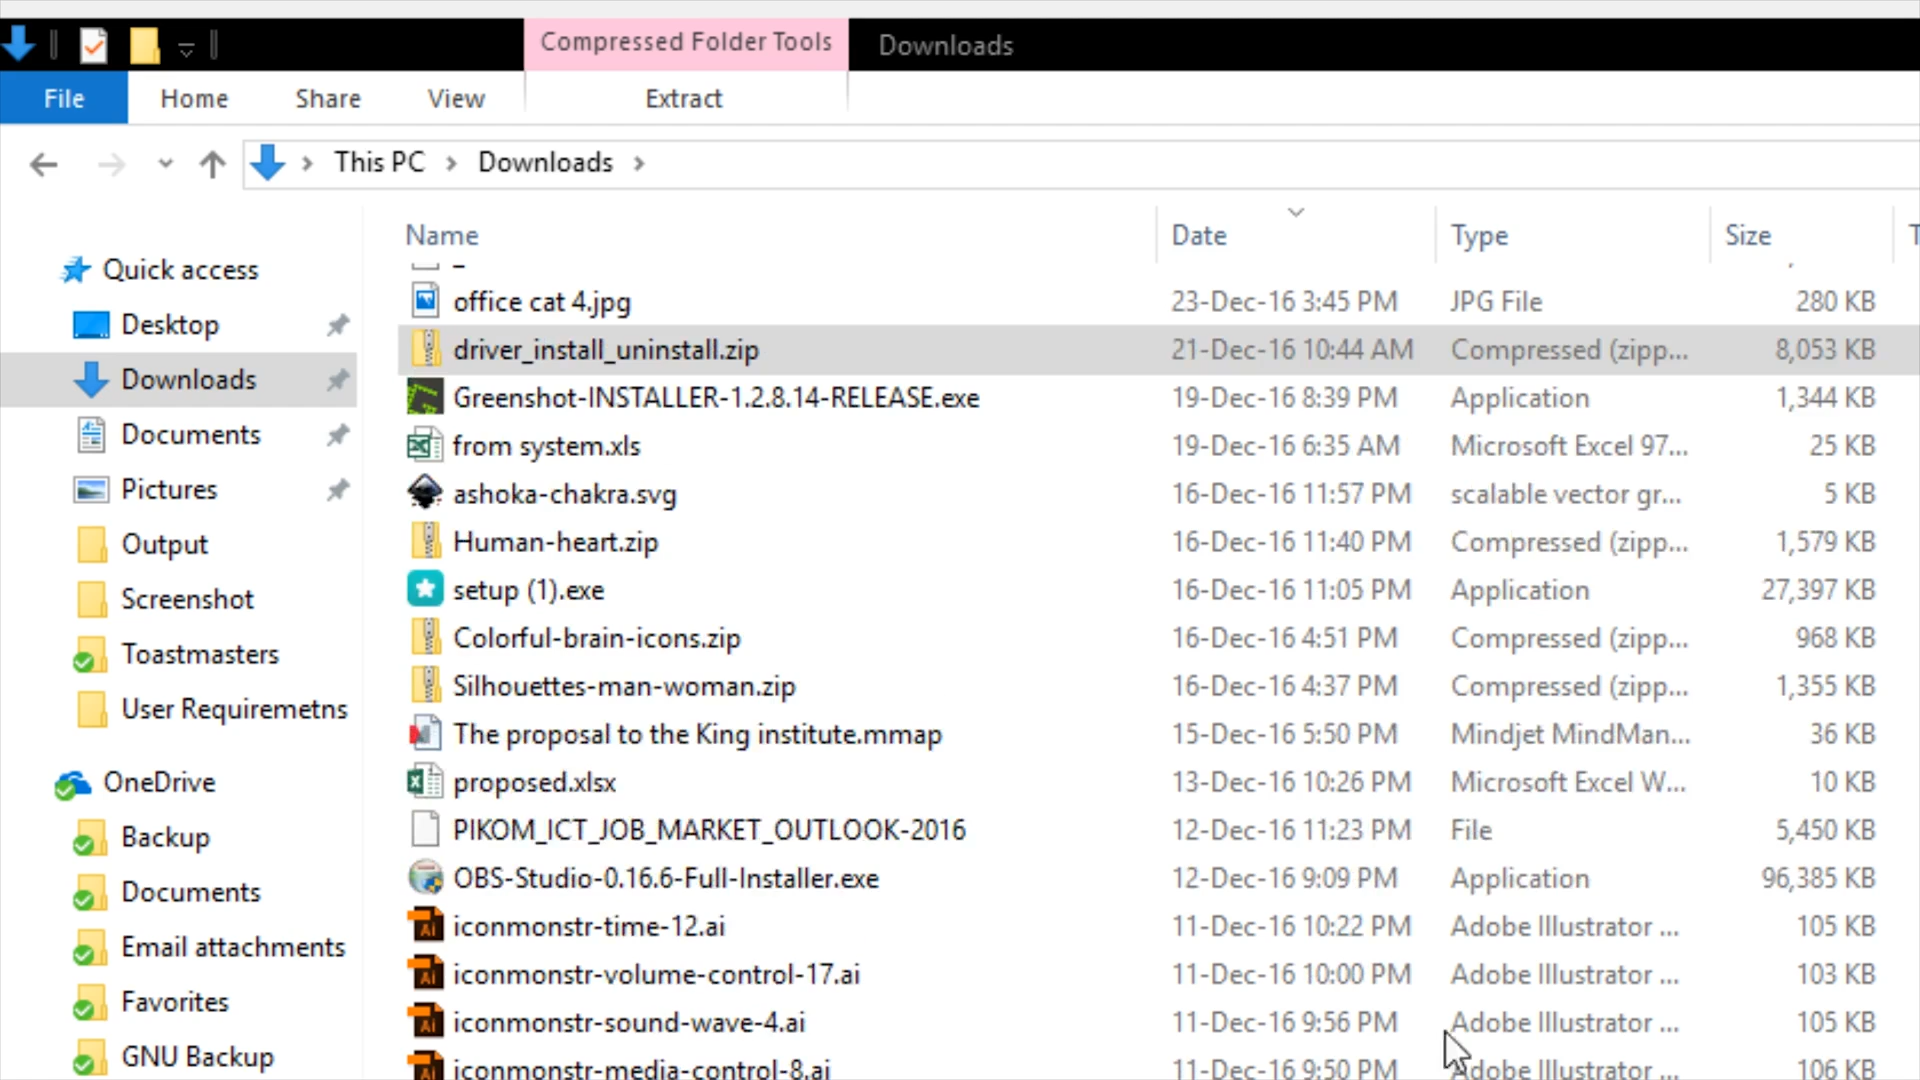 Compressed Folder Tools Downloads
File Home Share View Extract
This PC Downloads
Name Date Type Size
Quick access
Desktop
Downloads
Documents
Pictures
Output
Screenshot
Toastmasters
User Requiremetns
OneDrive
Backup
Documents
Email attachments
Favorites
GNU Backup
office cat 4.jpg 23-Dec-16 3:45 PM JPG File 280 KB
driver_install_uninstall.zip 21-Dec-16 10:44 AM Compressed (zipp... 8,053 KB
Greenshot-INSTALLER-1.2.8.14-RELEASE.exe 19-Dec-16 8:39 PM Application 1,344 KB
from system.xls 19-Dec-16 6:35 AM Microsoft Excel 97... 25 KB
ashoka-chakra.svg 16-Dec-16 11:57 PM scalable vector gr... 5 KB
Human-heart.zip 16-Dec-16 11:40 PM Compressed (zipp... 1,579 KB
setup (1).exe 16-Dec-16 11:05 PM Application 27,397 KB
Colorful-brain-icons.zip 16-Dec-16 4:51 PM Compressed (zipp... 968 KB
Silhouettes-man-woman.zip 16-Dec-16 4:37 PM Compressed (zipp... 1,355 KB
The proposal to the King institute.mmap 15-Dec-16 5:50 PM Mindjet MindMan... 36 KB
proposed.xlsx 13-Dec-16 10:26 PM Microsoft Excel W... 10 KB
PIKOM_ICT_JOB_MARKET_OUTLOOK-2016 12-Dec-16 11:23 PM File 5,450 KB
OBS-Studio-0.16.6-Full-Installer.exe 12-Dec-16 9:09 PM Application 96,385 KB
iconmonstr-time-12.ai 11-Dec-16 10:22 PM Adobe Illustrator ... 105 KB
iconmonstr-volume-control-17.ai 11-Dec-16 10:00 PM Adobe Illustrator ... 103 KB
iconmonstr-sound-wave-4.ai 11-Dec-16 9:56 PM Adobe Illustrator ... 105 KB
iconmonstr-media-control-8.ai 11-Dec-16 9:50 PM Adobe Illustrator ... 106 KB